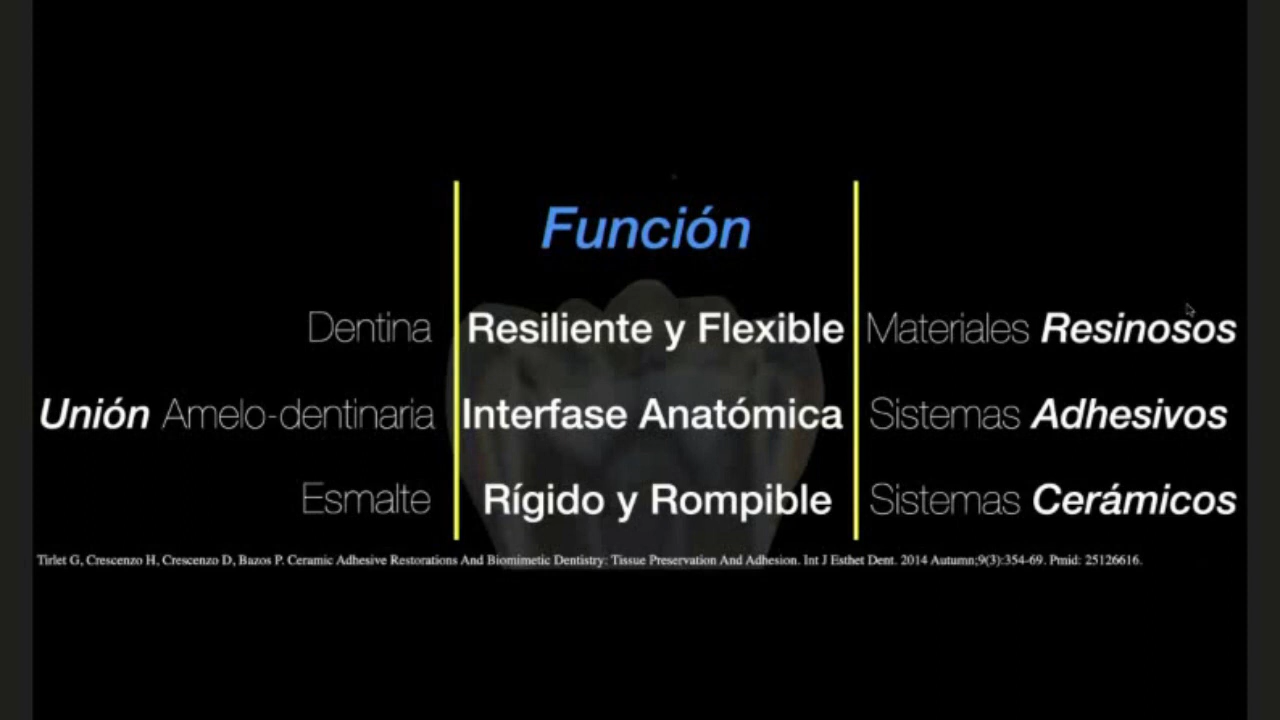 Función
Dentina Resiliente y Flexible Materiales Resinosos
Unión Amelo-dentinaria Interfase Anatómica Sistemas Adhesivos
Esmalte Rígido y Rompible Sistemas Cerámicos
Tirlet G, Crescenzo H, Crescenzo D, Bazos P. Ceramic Adhesive Restorations And Biomimetic Dentistry: Tissue Preservation And Adhesion. Int J Esthet Dent. 2014 Autumn;9(3):354-69. Pmid: 25126616.